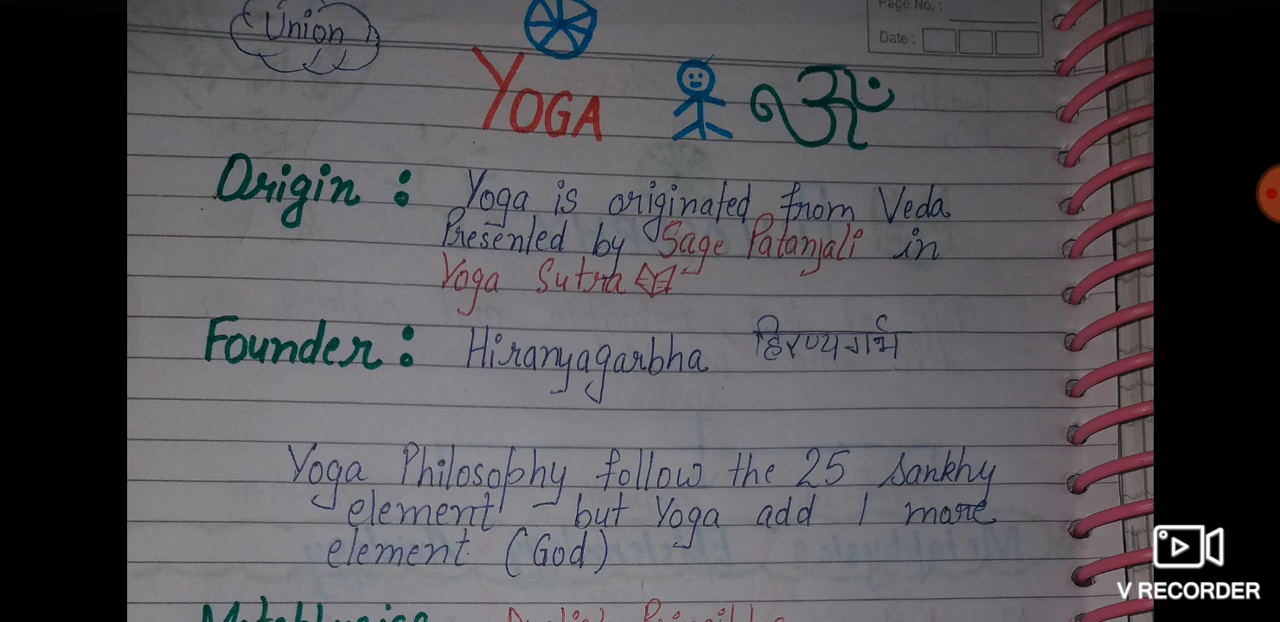 Page No. :
Date :
Union
YOGA ॐ
Origin : Yoga is originated from Veda
Presented by Sage Patanjali in
Yoga Sutra
Founder : Hiranyagarbha हिरण्यगर्भ
Yoga Philosophy follow the 25 Sankhy
element - but Yoga add 1 more
element (God)
V RECORDER